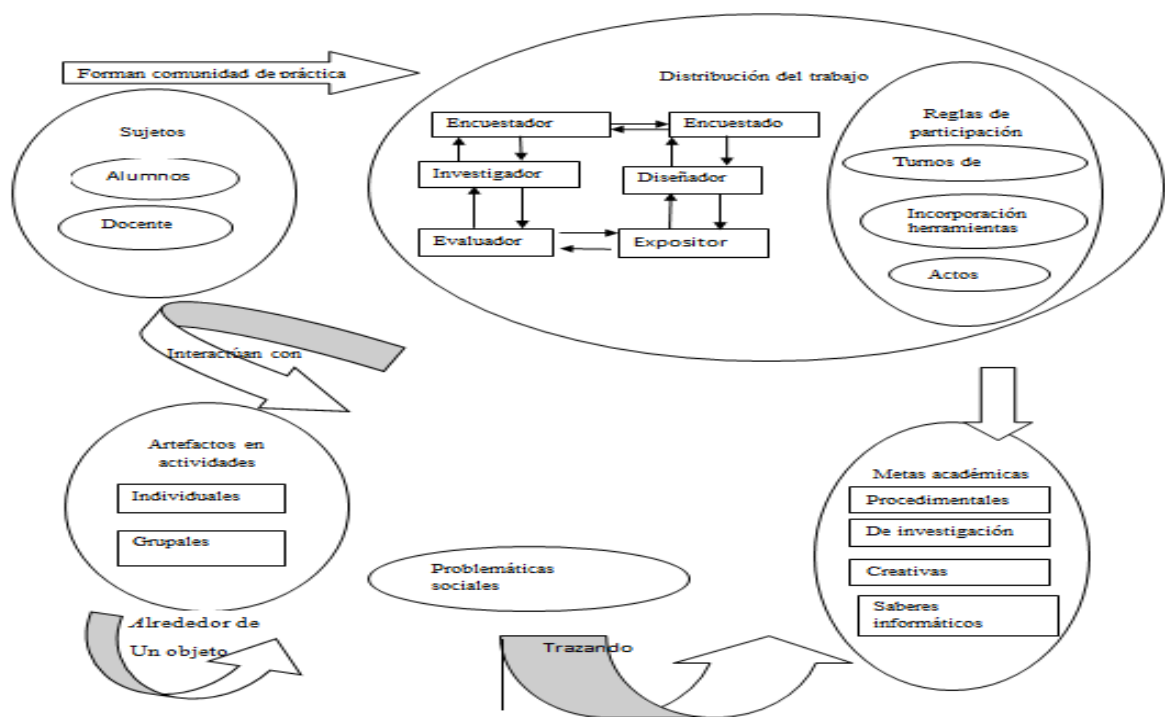 Forman comunidad de práctica
Sujetos
Alumnos
Docente
Distribución del trabajo
Encuestador
Encuestado
Investigador
Diseñador
Evaluador
Expositor
Reglas de
participación
Turnos de
Incorporación
herramientas
Actos
Interactúan con
Artefactos en
actividades
Individuales
Grupales
Alrededor de
Un objeto
Problemáticas
sociales
Trazando
Metas académicas
Procedimentales
De investigación
Creativas
Saberes
informáticos